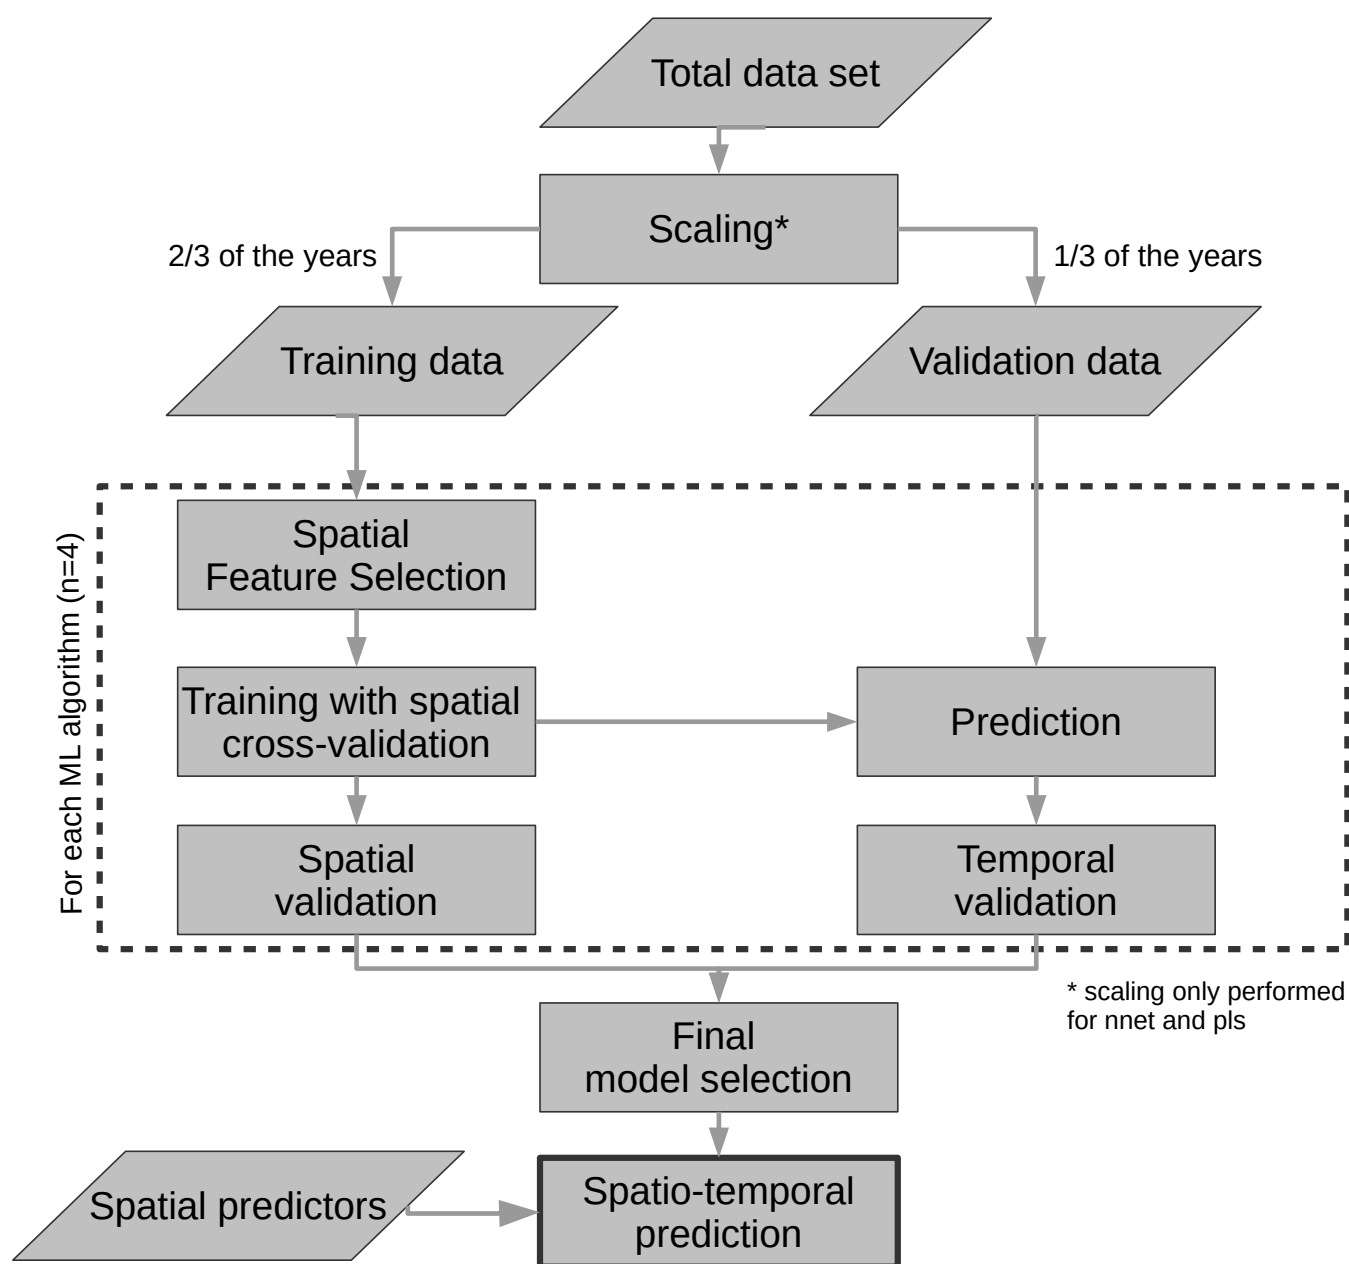 Total data set
Scaling*
2/3 of the years
1/3 of the years
Training data
Validation data
For each ML algorithm (n=4)
Spatial
Feature Selection
Training with spatial
cross-validation
Prediction
Spatial
validation
Temporal
validation
* scaling only performed
for nnet and pls
Final
model selection
Spatial predictors
Spatio-temporal
prediction